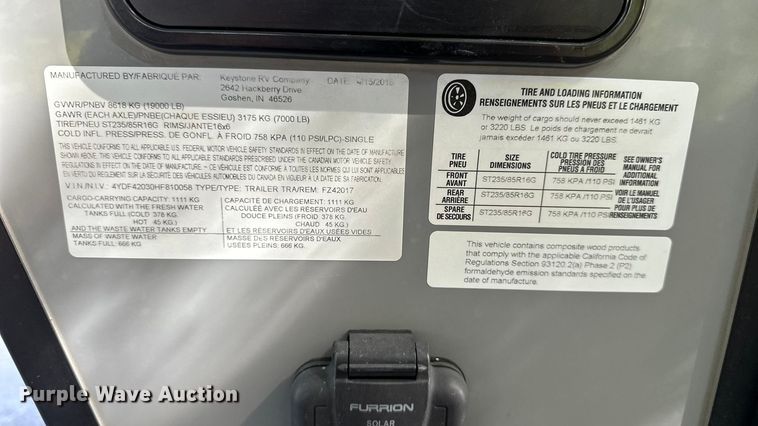 MANUFACTURED BY/FABRIQUÉ PAR: Keystone RV Company DATE: 4/15/2016
2642 Hackberry Drive
Goshen, IN 46526
GVWR/PNBV 8618 KG (19000 LB)
GAWR (EACH AXLE)/PNBE(CHAQUE ESSIEU) 3175 KG (7000 LB)
TIRE/PNEU ST235/85R16G RIMS/JANTE16x6
COLD INFL. PRESS/PRESS. DE GONFL. À FROID 758 KPA (110 PSI/LPC)-SINGLE
THIS VEHICLE CONFORMS TO ALL APPLICABLE U.S. FEDERAL MOTOR VEHICLE SAFETY STANDARDS IN EFFECT ON THE DATE OF MANUFACTURE
SHOWN ABOVE. THIS VEHICLE CONFORMS TO ALL APPLICABLE STANDARDS PRESCRIBED UNDER THE CANADIAN MOTOR VEHICLE SAFETY
REGULATIONS IN EFFECT ON THE DATE OF MANUFACTURE – CE VÉHICULE EST CONFORME À TOUTES LES NORMES QUI LUI SONT
APPLICABLES EN VERTU DU RÈGLEMENT SUR LA SÉCURITÉ DES VÉHICULES AUTOMOBILES DU CANADA EN VIGUEUR À LA DATE DE SA FABRICATION
V.I.N./N.I.V.: 4YDF42030HF810058 TYPE/TYPE: TRAILER TRA/REM: FZ42017
CARGO CARRYING CAPACITY: 1111 KG
CALCULATED WITH THE FRESH WATER
TANKS FULL (COLD 378 KG
HOT 45 KG.)
AND THE WASTE WATER TANKS EMPTY
MASS OF WASTE WATER
TANKS FULL: 666 KG
CAPACITÉ DE CHARGEMENT: 1111 KG
CALCULÉE AVEC LES RÉSERVOIRS D'EAU
DOUCE PLEINS (FROID 378 KG.
CHAUD 45 KG.)
ET LES RÉSERVOIRS D'EAUX USÉES VIDES
MASSE DES RÉSERVOIRS D'EAUX
USÉES PLEINS: 666 KG.
TIRE AND LOADING INFORMATION
RENSEIGNEMENTS SUR LES PNEUS ET LE CHARGEMENT
The weight of cargo should never exceed 1461 KG
or 3220 LBS. Le poids de chargement ne devrait
jamais excéder 1461 KG ou 3220 LBS.
TIRE PNEU
SIZE DIMENSIONS
COLD TIRE PRESSURE PRESSION DES PNEUS A FROID
FRONT AVANT ST235/85R16G 758 KPA /110 PSI
REAR ARRIÈRE ST235/85R16G 758 KPA /110 PSI
SPARE DE SECOURS ST235/85R16G 758 KPA /110 PSI
SEE OWNER'S
MANUAL FOR
ADDITIONAL
INFORMATION
VOIR LE MANUEL
DE L'USAGER
POUR PLUS DE
RENSEIGNEMENTS
This vehicle contains composite wood products
that comply with the applicable California Code of
Regulations Section 93120.2(a) Phase 2 (P2)
formaldehyde emission standards specified on the
date of manufacture.
FURRION
SOLAR
Purple Wave Auction